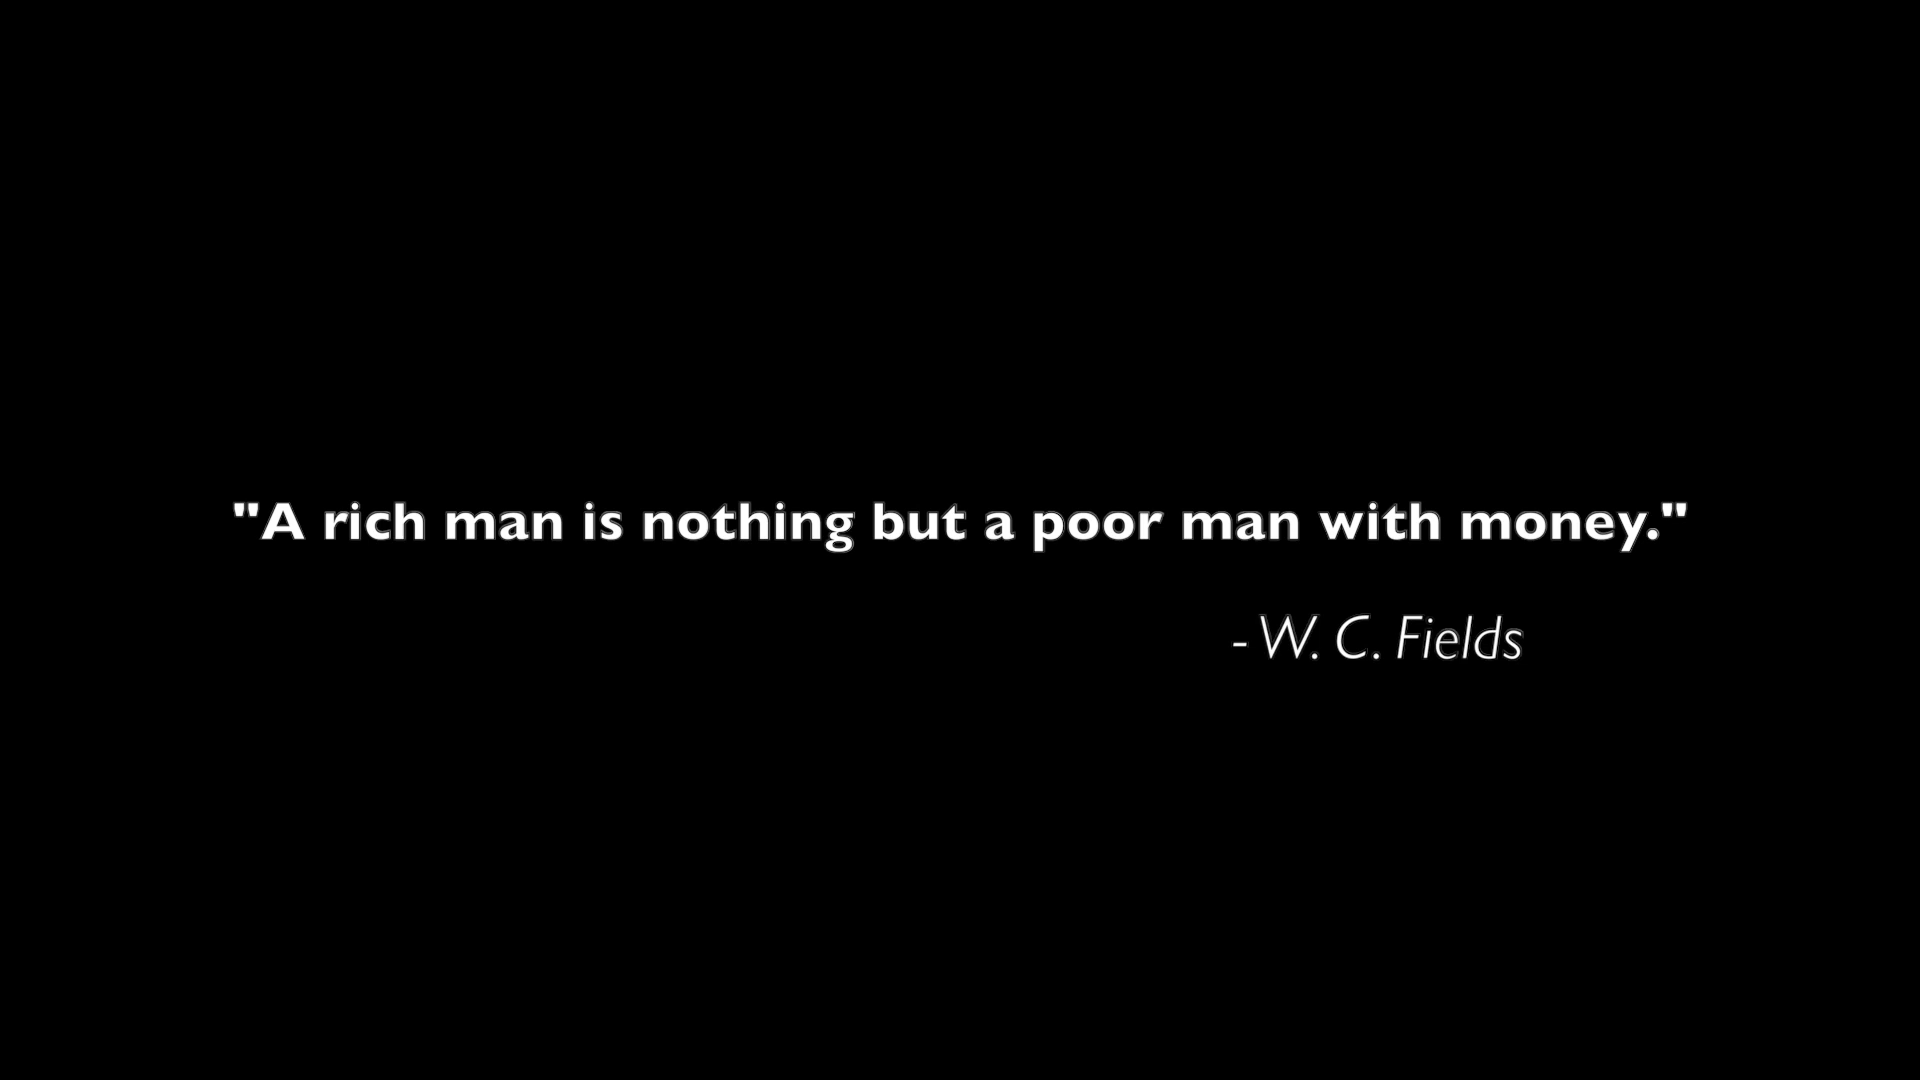 "A rich man is nothing but a poor man with money."
- W. C. Fields